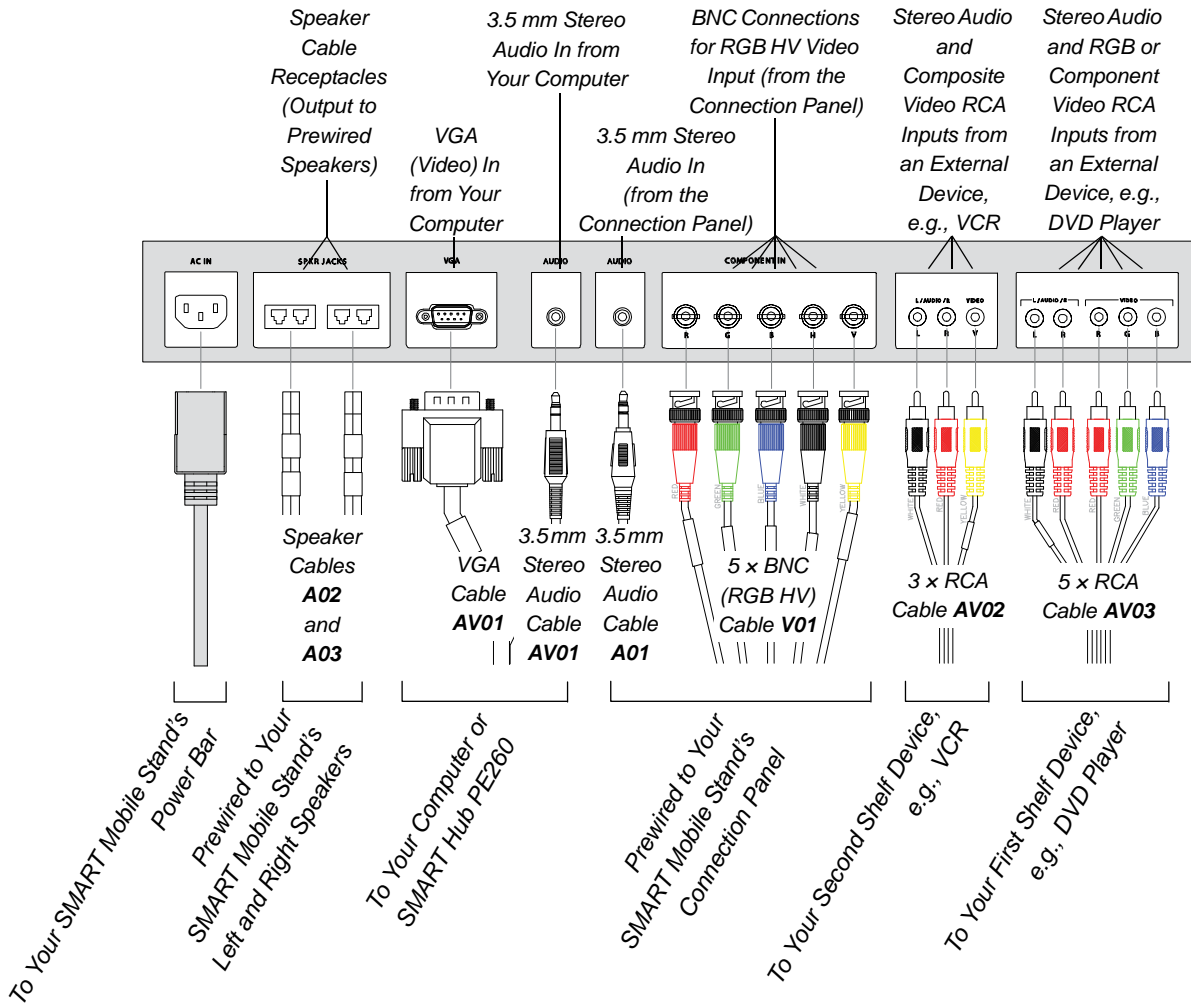 Speaker
Cable
Receptacles
(Output to
Prewired
Speakers)
3.5 mm Stereo
Audio In from
Your Computer
VGA
(Video) In
from Your
Computer
3.5 mm Stereo
Audio In
(from the
Connection Panel)
BNC Connections
for RGB HV Video
Input (from the
Connection Panel)
Stereo Audio
and
Composite
Video RCA
Inputs from
an External
Device,
e.g., VCR
Stereo Audio
and RGB or
Component
Video RCA
Inputs from
an External
Device, e.g.,
DVD Player
AC IN
SPKR JACKS
VGA
AUDIO
AUDIO
COMPONENT IN
R G B H V
L / AUDIO / R VIDEO
L R V
L / AUDIO / R VIDEO
L R R G B
RED
GREEN
BLUE
WHITE
YELLOW
WHITE
RED
YELLOW
WHITE
RED
RED
GREEN
BLUE
Speaker
Cables
A02
and
A03
VGA
Cable
AV01
3.5mm
Stereo
Audio
Cable
AV01
3.5mm
Stereo
Audio
Cable
A01
5 × BNC
(RGB HV)
Cable V01
3 × RCA
Cable AV02
5 × RCA
Cable AV03
To Your SMART Mobile Stand's
Power Bar
Prewired to Your
SMART Mobile Stand's
Left and Right Speakers
To Your Computer or
SMART Hub PE260
Prewired to Your
SMART Mobile Stand's
Connection Panel
To Your Second Shelf Device,
e.g., VCR
To Your First Shelf Device,
e.g., DVD Player